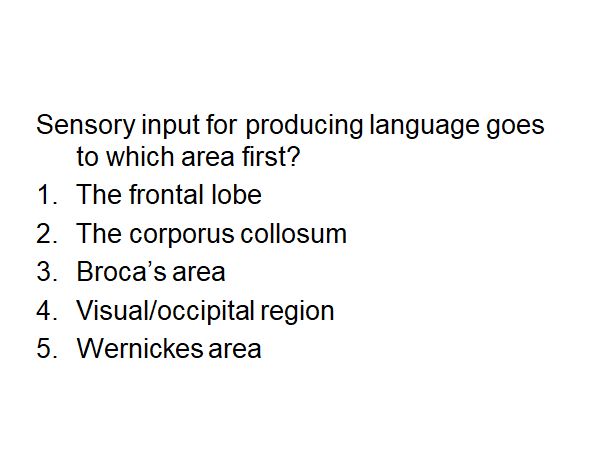 Sensory input for producing language goes
to which area first?
1. The frontal lobe
2. The corporus collosum
3. Broca’s area
4. Visual/occipital region
5. Wernickes area